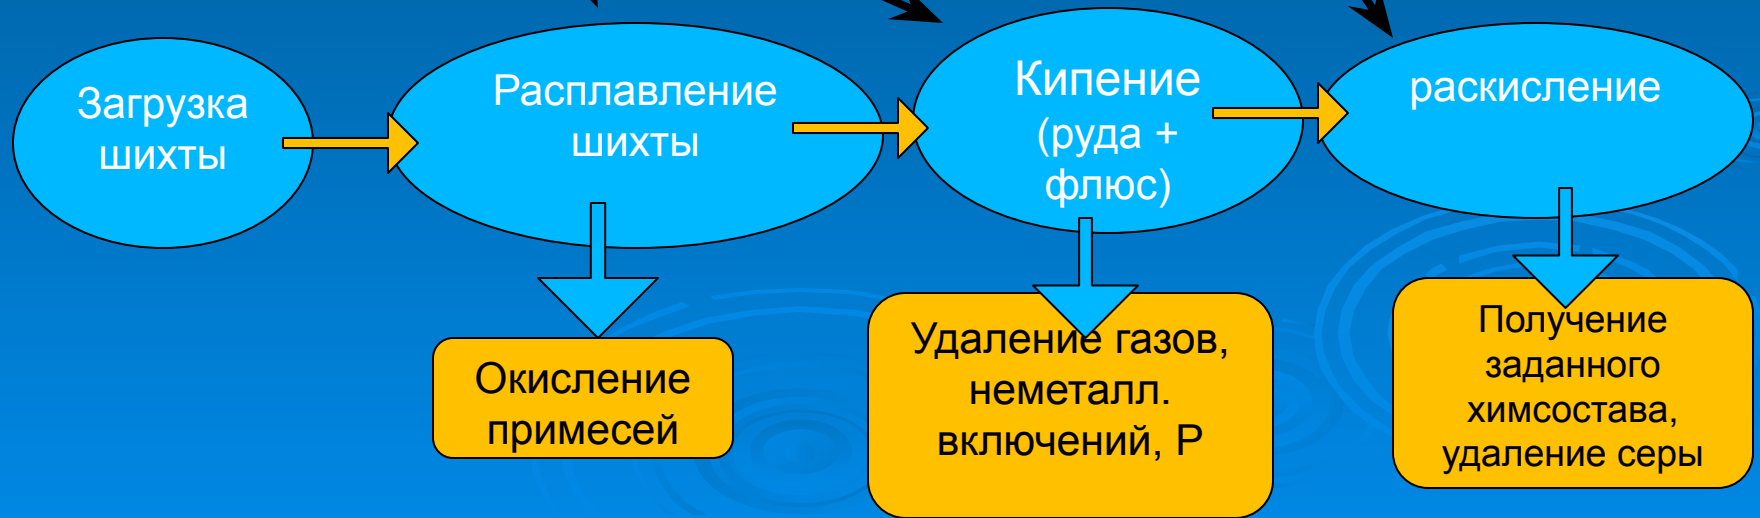 Загрузка
шихты
Расплавление
шихты
Кипение
(руда +
флюс)
раскисление
Окисление
примесей
Удаление газов,
неметалл.
включений, Р
Получение
заданного
химсостава,
удаление серы